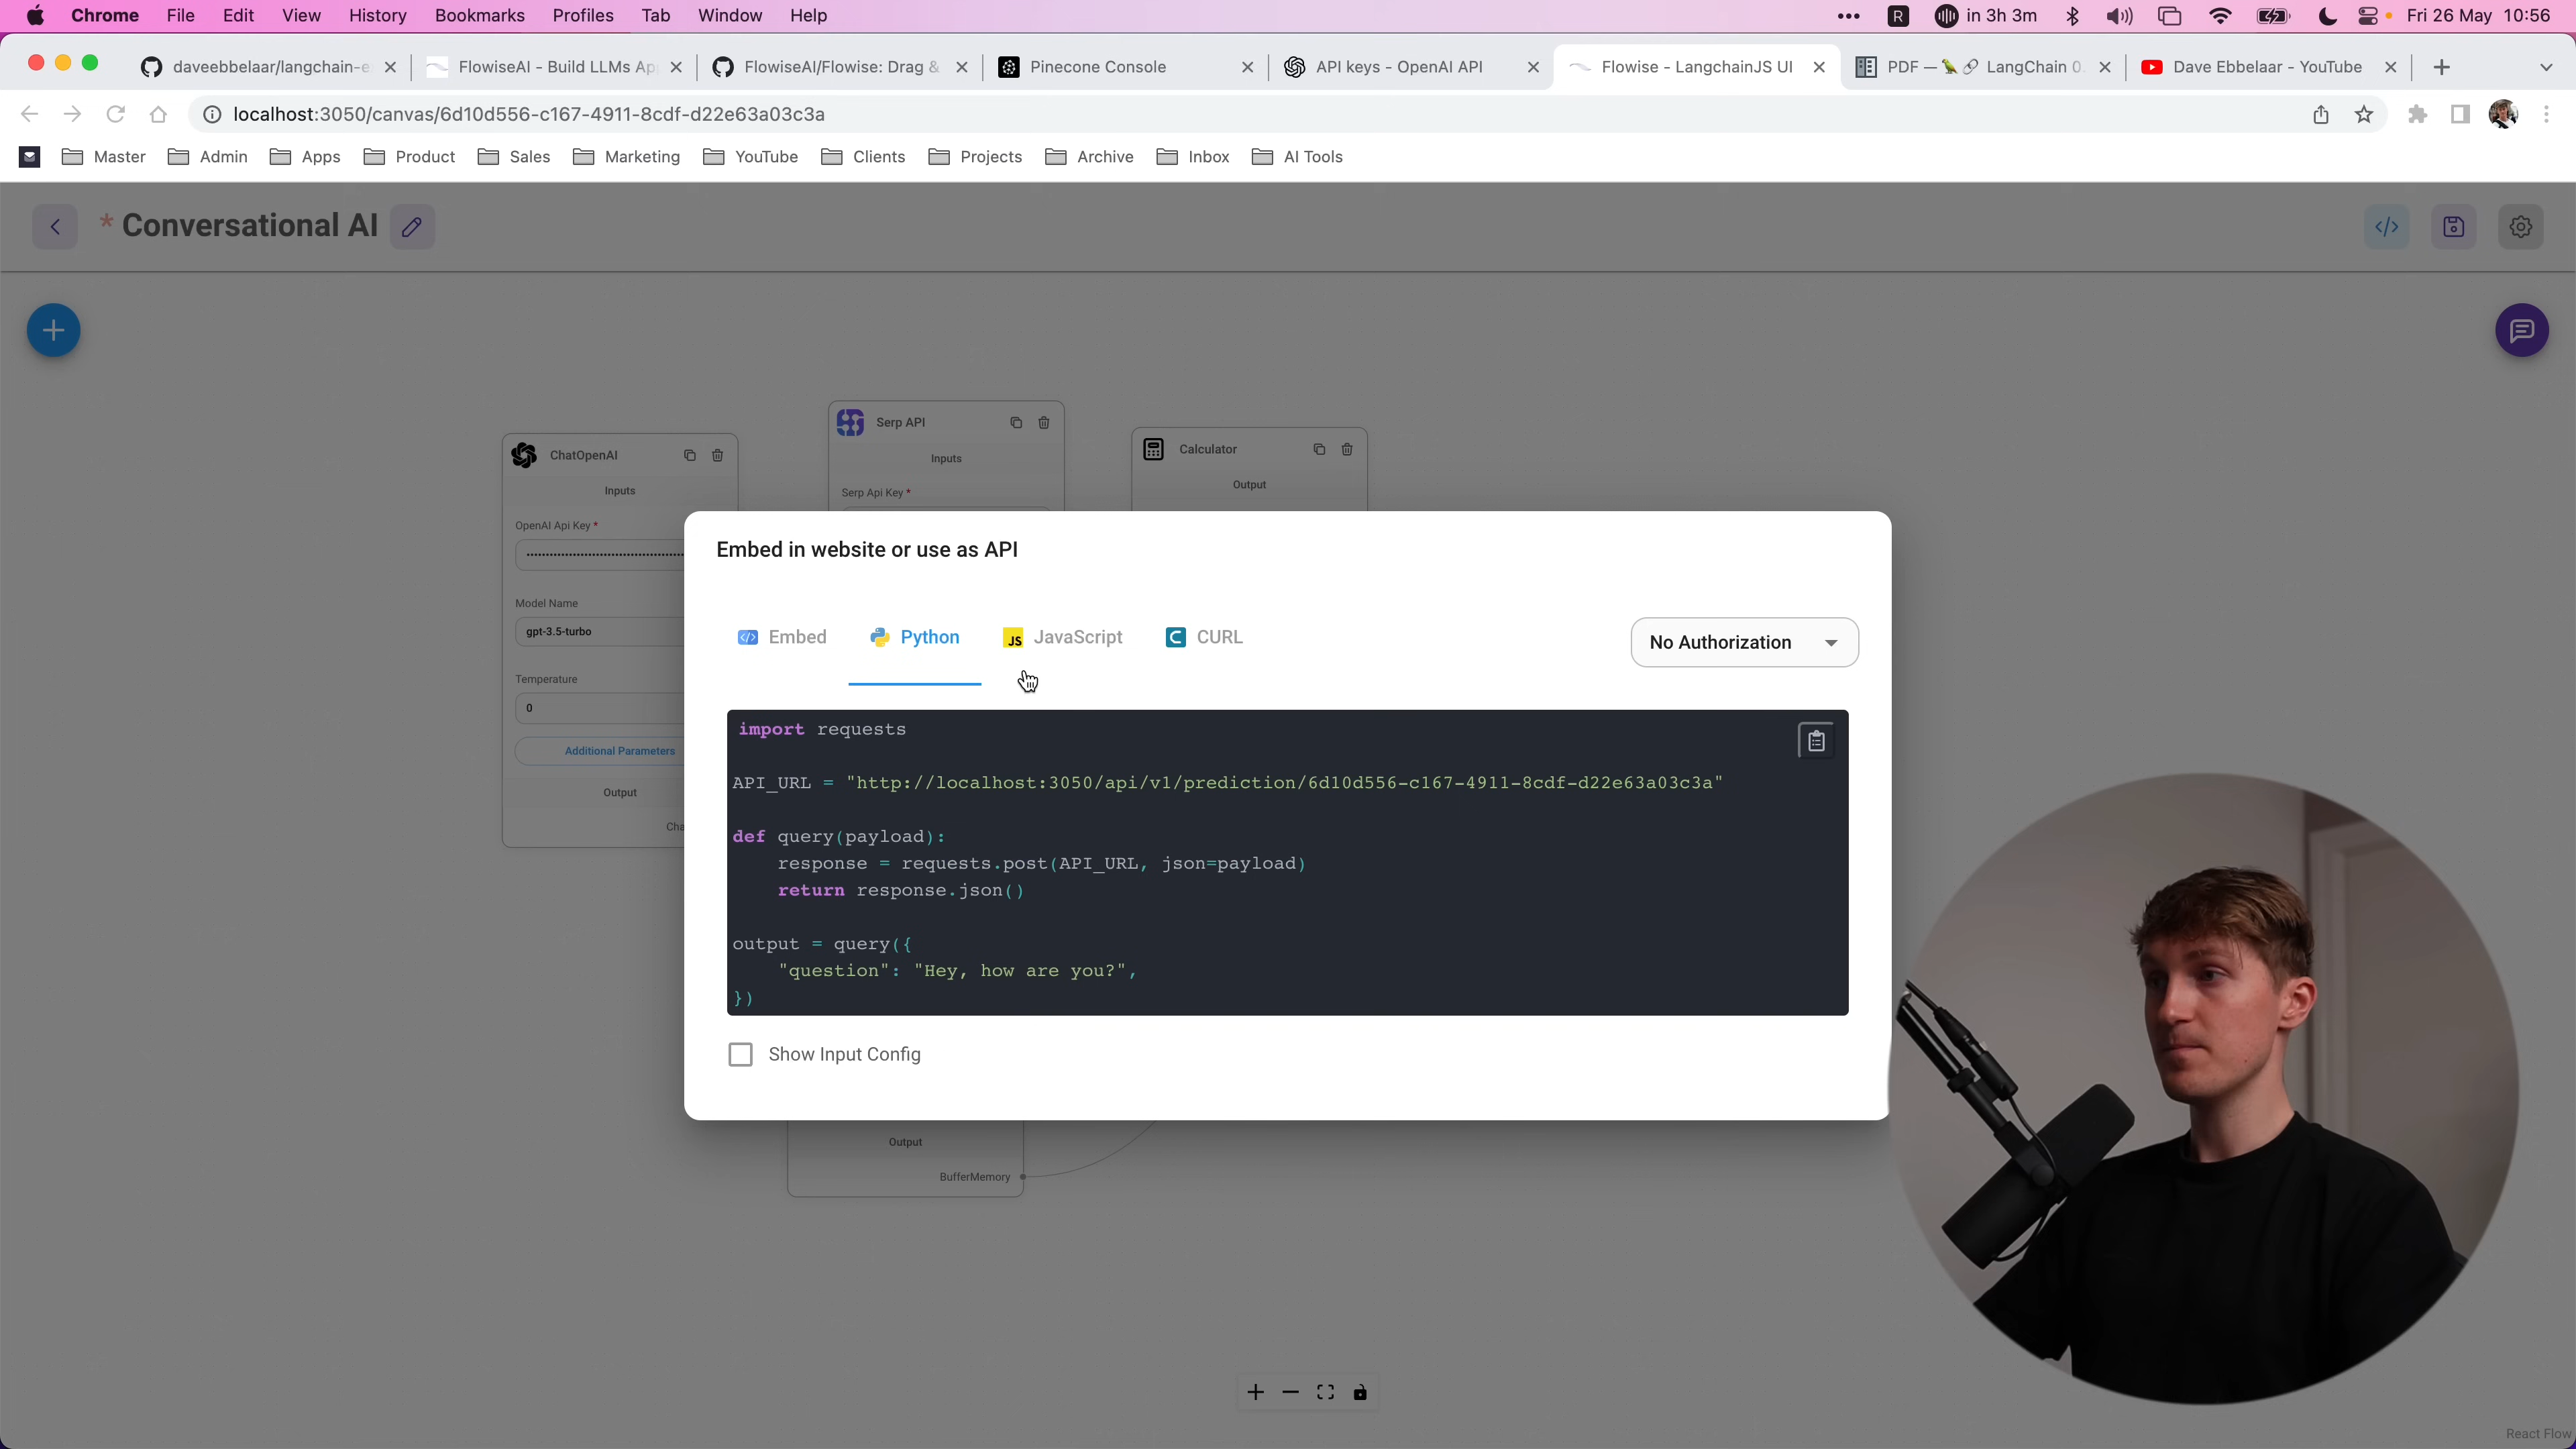 Chrome File Edit View History Bookmarks Profiles Tab Window Help ••• R in 3h 3m Fri 26 May 10:56
daveebbelaar/langchain-e FlowiseAI - Build LLMs Ap FlowiseAI/Flowise: Drag & Pinecone Console API keys - OpenAI API Flowise - LangchainJS UI PDF — 🦜🔗 LangChain 0. Dave Ebbelaar - YouTube
localhost:3050/canvas/6d10d556-c167-4911-8cdf-d22e63a03c3a
Master Admin Apps Product Sales Marketing YouTube Clients Projects Archive Inbox AI Tools
* Conversational AI
Serp API
Inputs
Serp Api Key *
ChatOpenAI
Inputs
OpenAI Api Key *
Model Name
gpt-3.5-turbo
Temperature
0
Additional Parameters
Output
Cha
Calculator
Output
Embed in website or use as API
Embed Python JavaScript CURL
No Authorization
import requests
API_URL = "http://localhost:3050/api/v1/prediction/6d10d556-c167-4911-8cdf-d22e63a03c3a"
def query(payload):
    response = requests.post(API_URL, json=payload)
    return response.json()
output = query({
    "question": "Hey, how are you?",
})
Show Input Config
Output
BufferMemory
React Flow